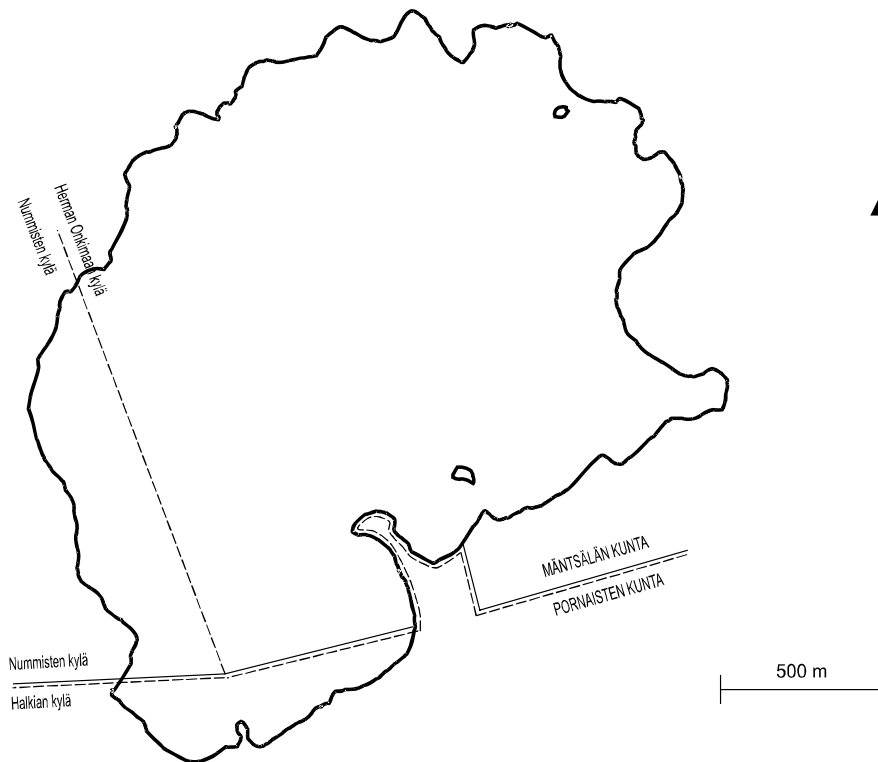 Nummisten kylä
Herman Onkimaan kylä
MÄNTSÄLÄN KUNTA
PORNAISTEN KUNTA
Nummisten kylä
Halkian kylä
500 m